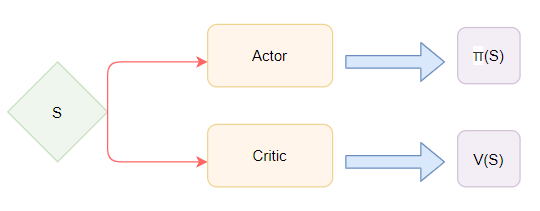 S
Actor
π(S)
Critic
V(S)